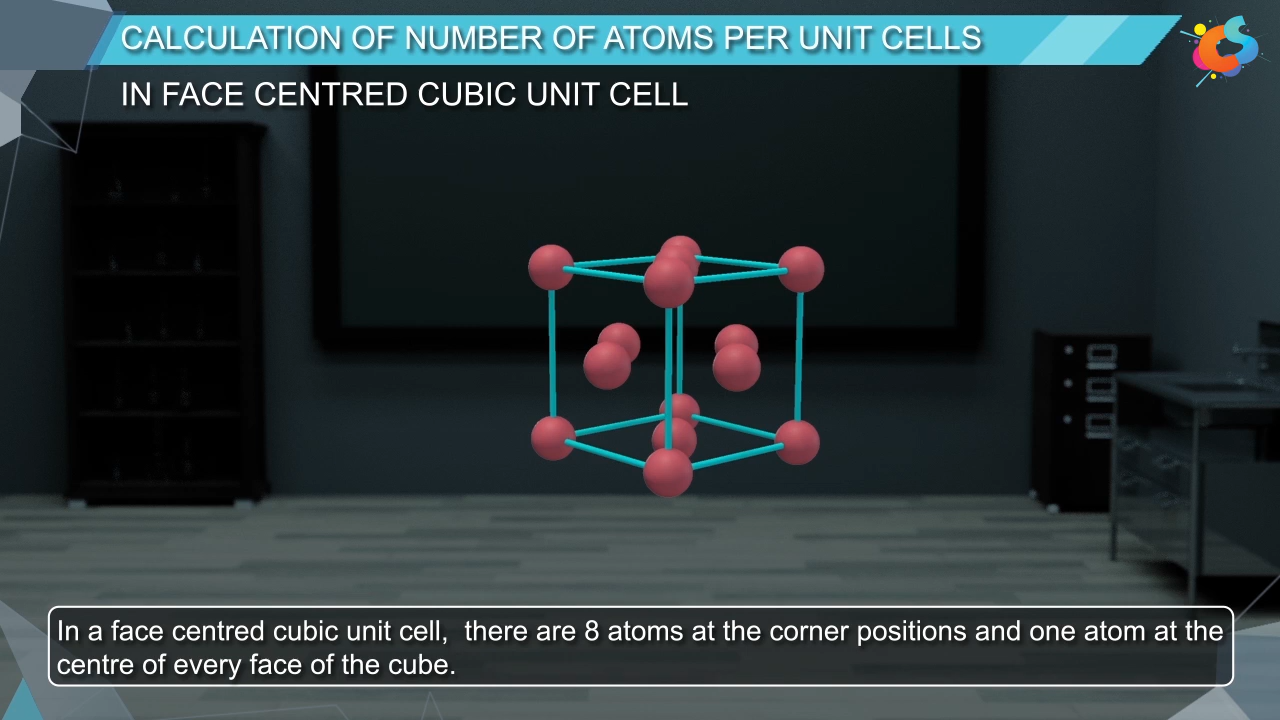 CALCULATION OF NUMBER OF ATOMS PER UNIT CELLS
IN FACE CENTRED CUBIC UNIT CELL
In a face centred cubic unit cell,  there are 8 atoms at the corner positions and one atom at the
centre of every face of the cube.